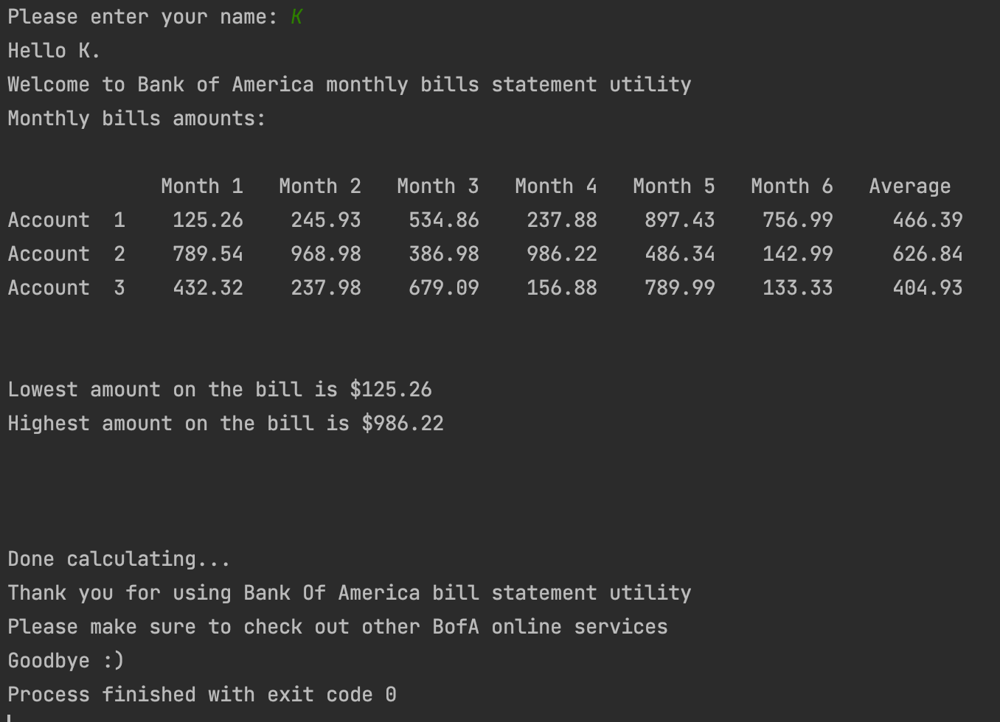 Please enter your name: K
Hello K.
Welcome to Bank of America monthly bills statement utility
Monthly bills amounts:
Month 1 Month 2 Month 3 Month 4 Month 5 Month 6 Average
Account 1 125.26 245.93 534.86 237.88 897.43 756.99 466.39
Account 2 789.54 968.98 386.98 986.22 486.34 142.99 626.84
Account 3 432.32 237.98 679.09 156.88 789.99 133.33 404.93
Lowest amount on the bill is $125.26
Highest amount on the bill is $986.22
Done calculating...
Thank you for using Bank Of America bill statement utility
Please make sure to check out other BofA online services
Goodbye :)
Process finished with exit code 0